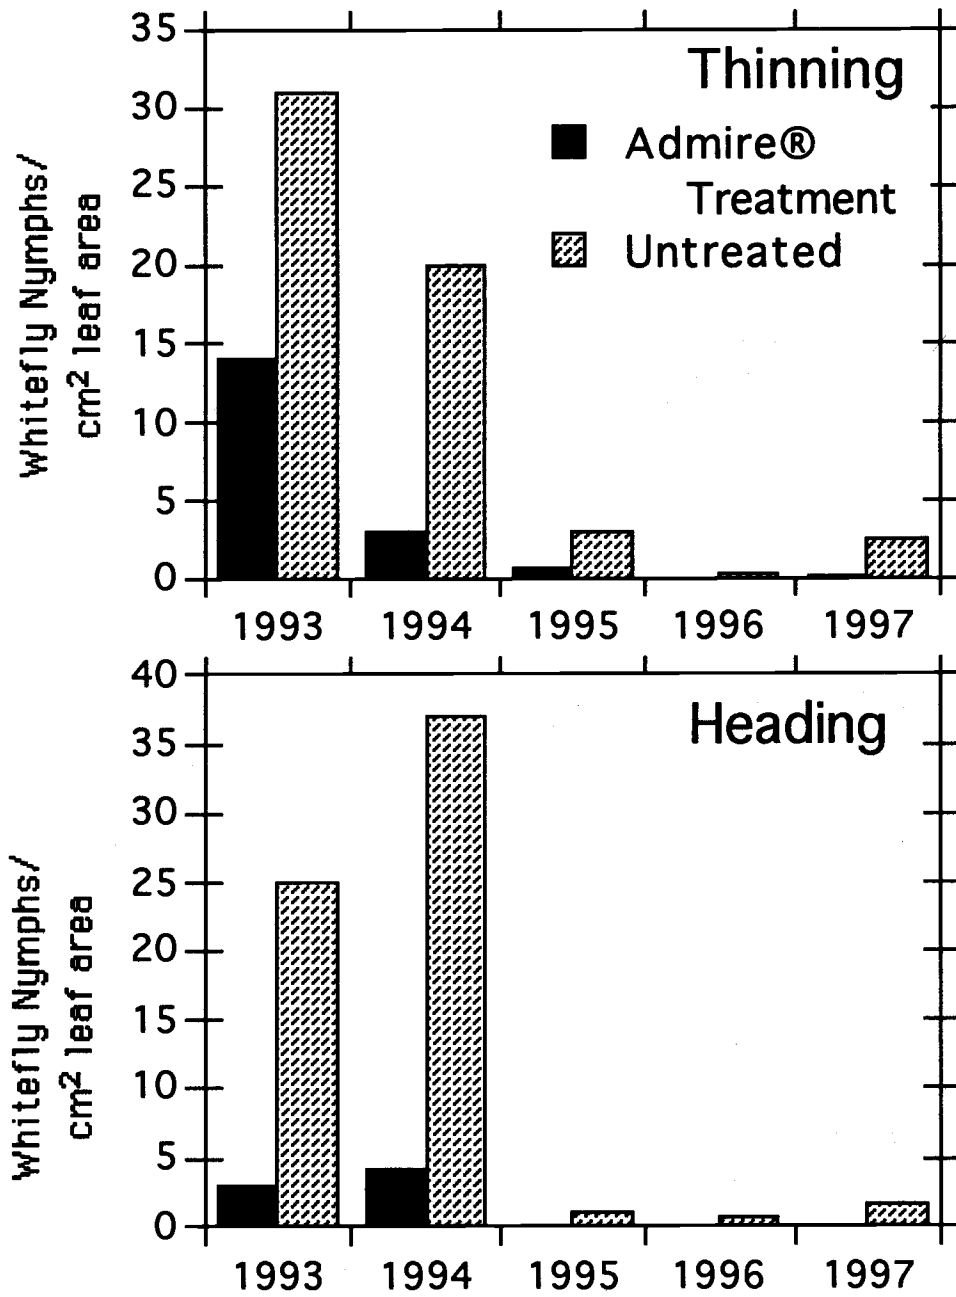 Thinning
Admire®
Treatment
Untreated
Whitefly Nymphs/
cm² leaf area
35
30
25
20
15
10
5
0
1993 1994 1995 1996 1997
Heading
Whitefly Nymphs/
cm² leaf area
40
35
30
25
20
15
10
5
0
1993 1994 1995 1996 1997